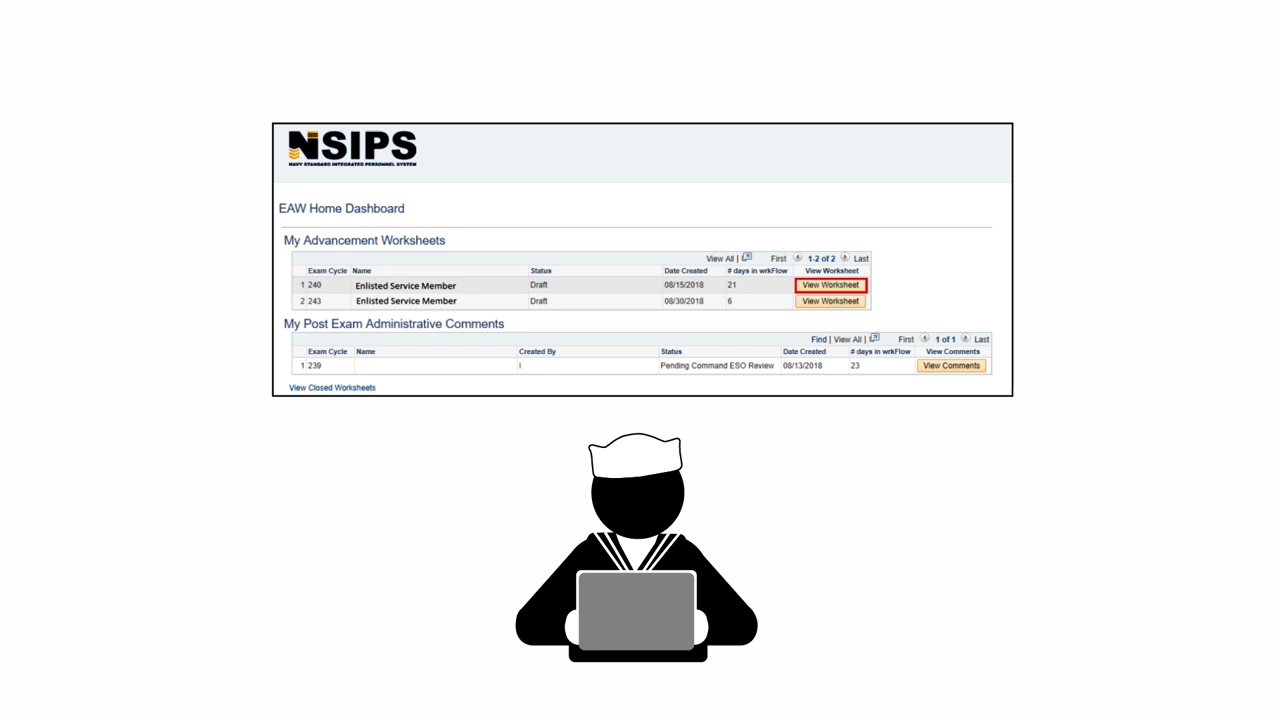 NSIPS
NAVY STANDARD INTEGRATED PERSONNEL SYSTEM
EAW Home Dashboard
My Advancement Worksheets
View All | First 1-2 of 2 Last
Exam Cycle Name Status Date Created # days in wrkFlow View Worksheet
1 240 Enlisted Service Member Draft 08/15/2018 21 View Worksheet
2 243 Enlisted Service Member Draft 08/30/2018 6 View Worksheet
My Post Exam Administrative Comments
Find | View All | First 1 of 1 Last
Exam Cycle Name Created By Status Date Created # days in wrkFlow View Comments
1 239 I Pending Command ESO Review 08/13/2018 23 View Comments
View Closed Worksheets